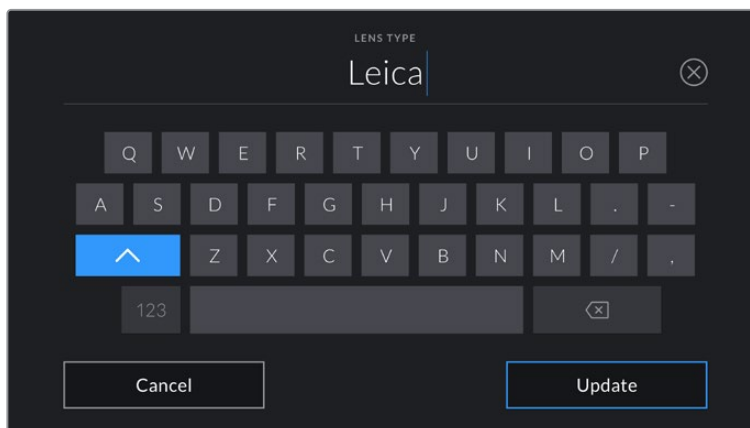 LENS TYPE
Leica
Q W E R T Y U I O P
A S D F G H J K L . -
Z X C V B N M / ,
123
Cancel Update